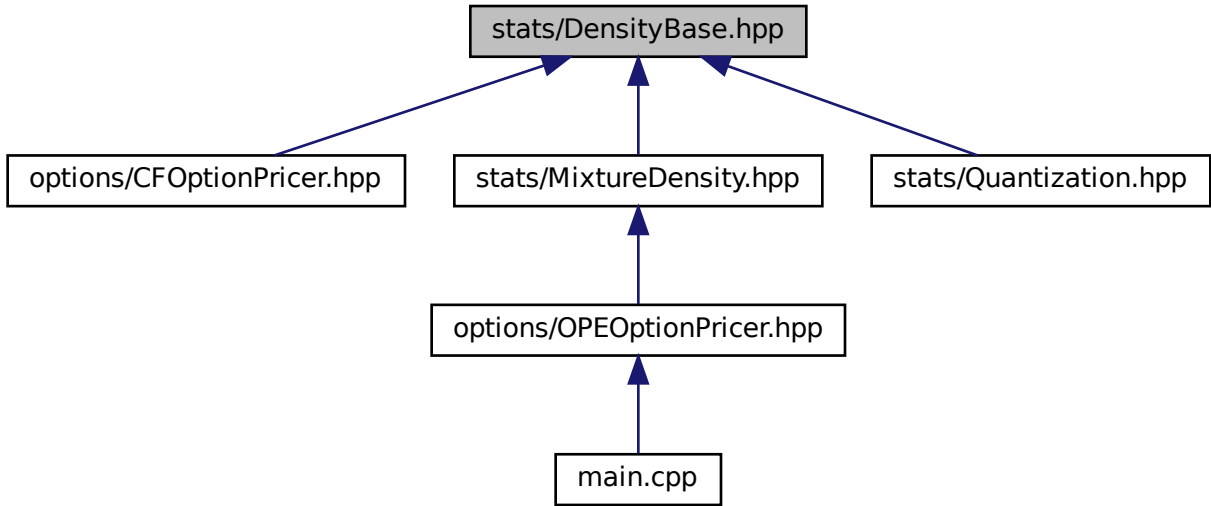 stats/DensityBase.hpp
options/CFOptionPricer.hpp
stats/MixtureDensity.hpp
stats/Quantization.hpp
options/OPEOptionPricer.hpp
main.cpp